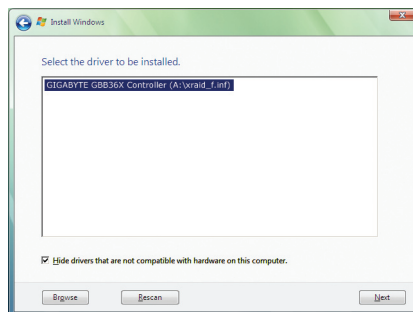 Install Windows
Select the driver to be installed.
GIGABYTE GBB36X Controller (A:\xraid_f.inf)
Hide drivers that are not compatible with hardware on this computer.
Browse
Rescan
Next